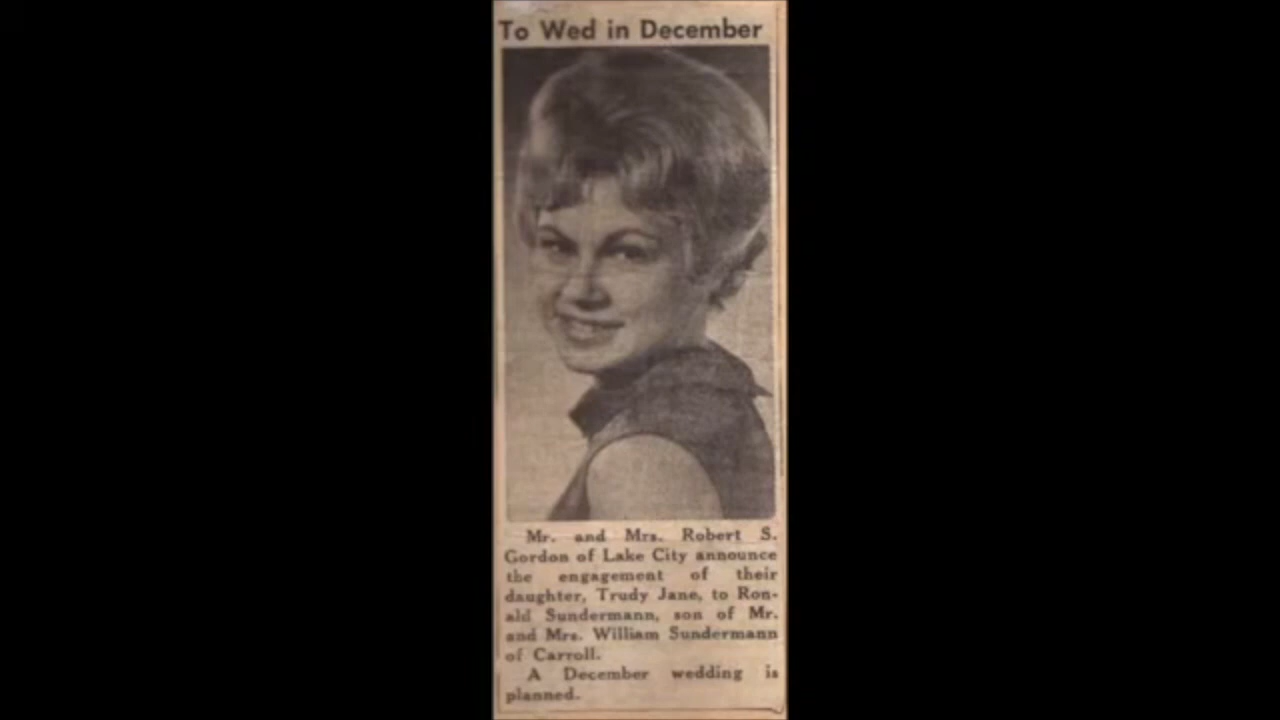 To Wed in December
Mr. and Mrs. Robert S.
Gordon of Lake City announce
the engagement of their
daughter, Trudy Jane, to Ron-
ald Sundermann, son of Mr.
and Mrs. William Sundermann
of Carroll.
A December wedding is
planned.